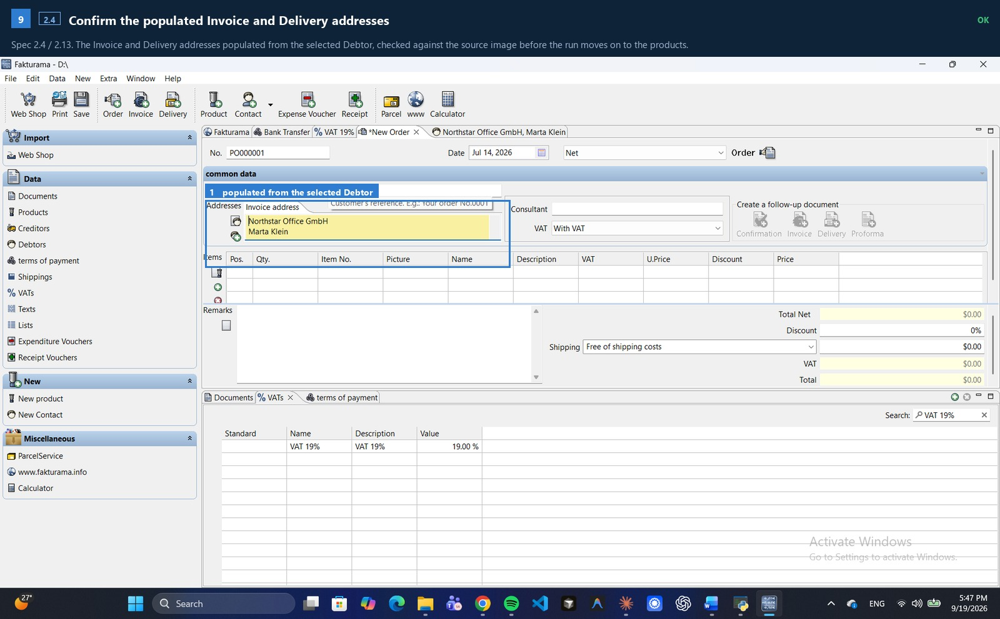 9 2.4 Confirm the populated Invoice and Delivery addresses OK
Spec 2.4 / 2.13. The Invoice and Delivery addresses populated from the selected Debtor, checked against the source image before the run moves on to the products.
Fakturama - D:\
File Edit Data New Extra Window Help
Web Shop Print Save Order Invoice Delivery Product Contact Expense Voucher Receipt Parcel www Calculator
Import
Web Shop
Data
Documents
Products
Creditors
Debtors
terms of payment
Shippings
VATs
Texts
Lists
Expenditure Vouchers
Receipt Vouchers
New
New product
New Contact
Miscellaneous
ParcelService
www.fakturama.info
Calculator
Fakturama Bank Transfer VAT 19% *New Order Northstar Office GmbH, Marta Klein
No. PO000001 Date Jul 14, 2026 Net Order
common data
1 populated from the selected Debtor
Customer's reference. E.g.: Your order No.0001
Addresses Invoice address
Northstar Office GmbH
Marta Klein
Consultant
VAT With VAT
Create a follow-up document
Confirmation Invoice Delivery Proforma
Items Pos. Qty. Item No. Picture Name Description VAT U.Price Discount Price
Remarks
Total Net $0.00
Discount 0%
Shipping Free of shipping costs $0.00
VAT $0.00
Total $0.00
Documents VATs terms of payment
Search: VAT 19%
Standard Name Description Value
VAT 19% VAT 19% 19.00 %
Activate Windows
Go to Settings to activate Windows.
27°
Search
ENG
5:47 PM
9/19/2026